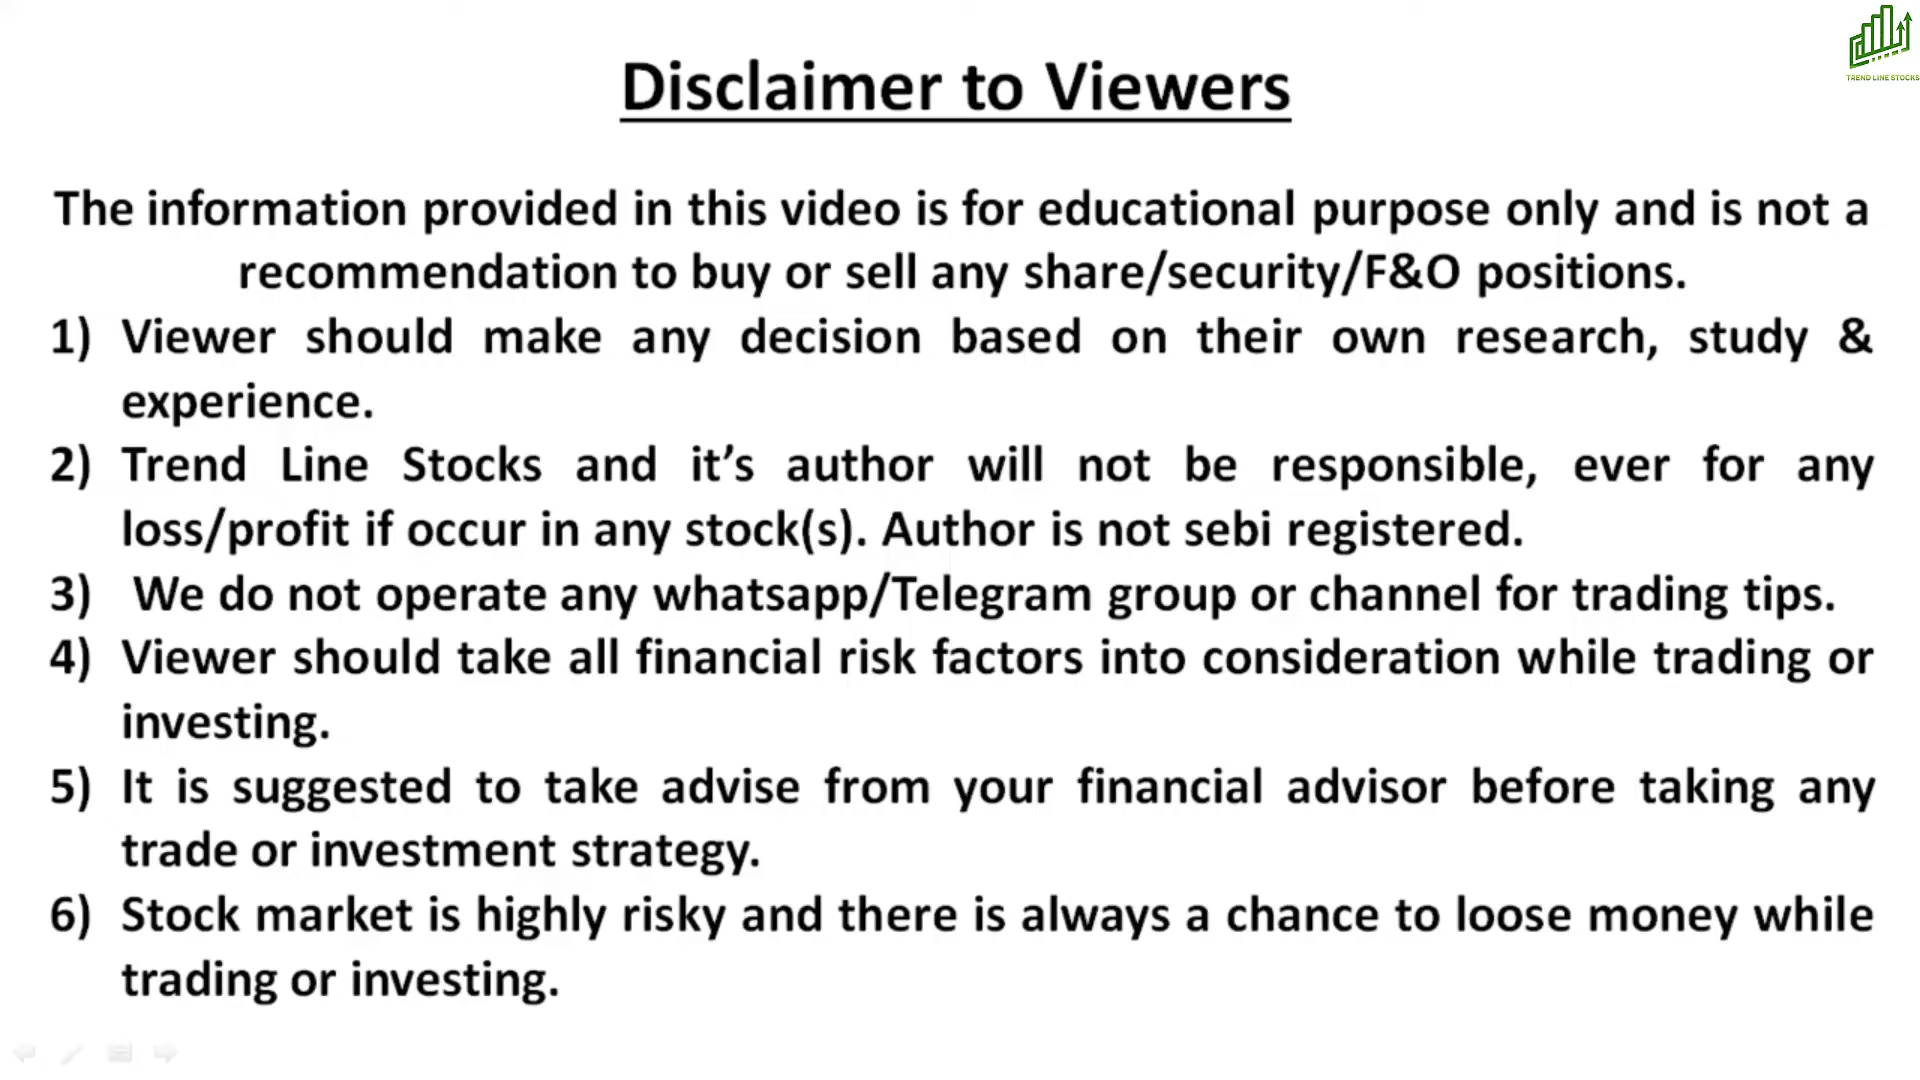 TREND LINE STOCKS
Disclaimer to Viewers
The information provided in this video is for educational purpose only and is not a
recommendation to buy or sell any share/security/F&O positions.
1) Viewer should make any decision based on their own research, study &
experience.
2) Trend Line Stocks and it’s author will not be responsible, ever for any
loss/profit if occur in any stock(s). Author is not sebi registered.
3) We do not operate any whatsapp/Telegram group or channel for trading tips.
4) Viewer should take all financial risk factors into consideration while trading or
investing.
5) It is suggested to take advise from your financial advisor before taking any
trade or investment strategy.
6) Stock market is highly risky and there is always a chance to loose money while
trading or investing.